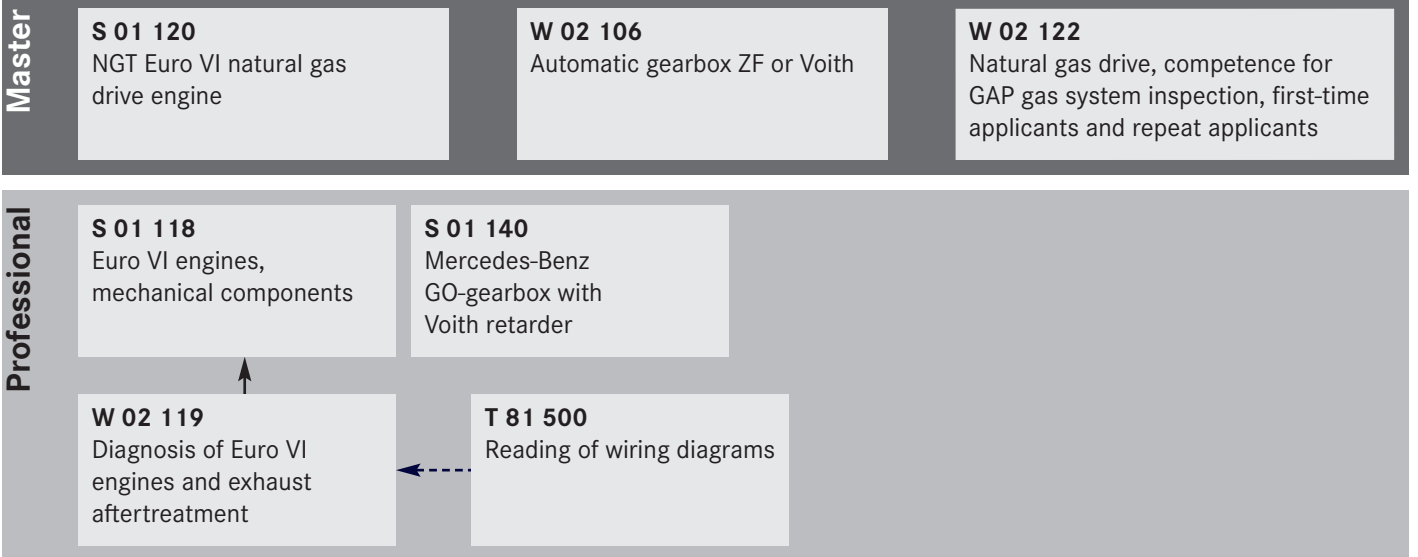 Master
S 01 120
NGT Euro VI natural gas
drive engine
W 02 106
Automatic gearbox ZF or Voith
W 02 122
Natural gas drive, competence for
GAP gas system inspection, first-time
applicants and repeat applicants
Professional
S 01 118
Euro VI engines,
mechanical components
S 01 140
Mercedes-Benz
GO-gearbox with
Voith retarder
W 02 119
Diagnosis of Euro VI
engines and exhaust
aftertreatment
T 81 500
Reading of wiring diagrams